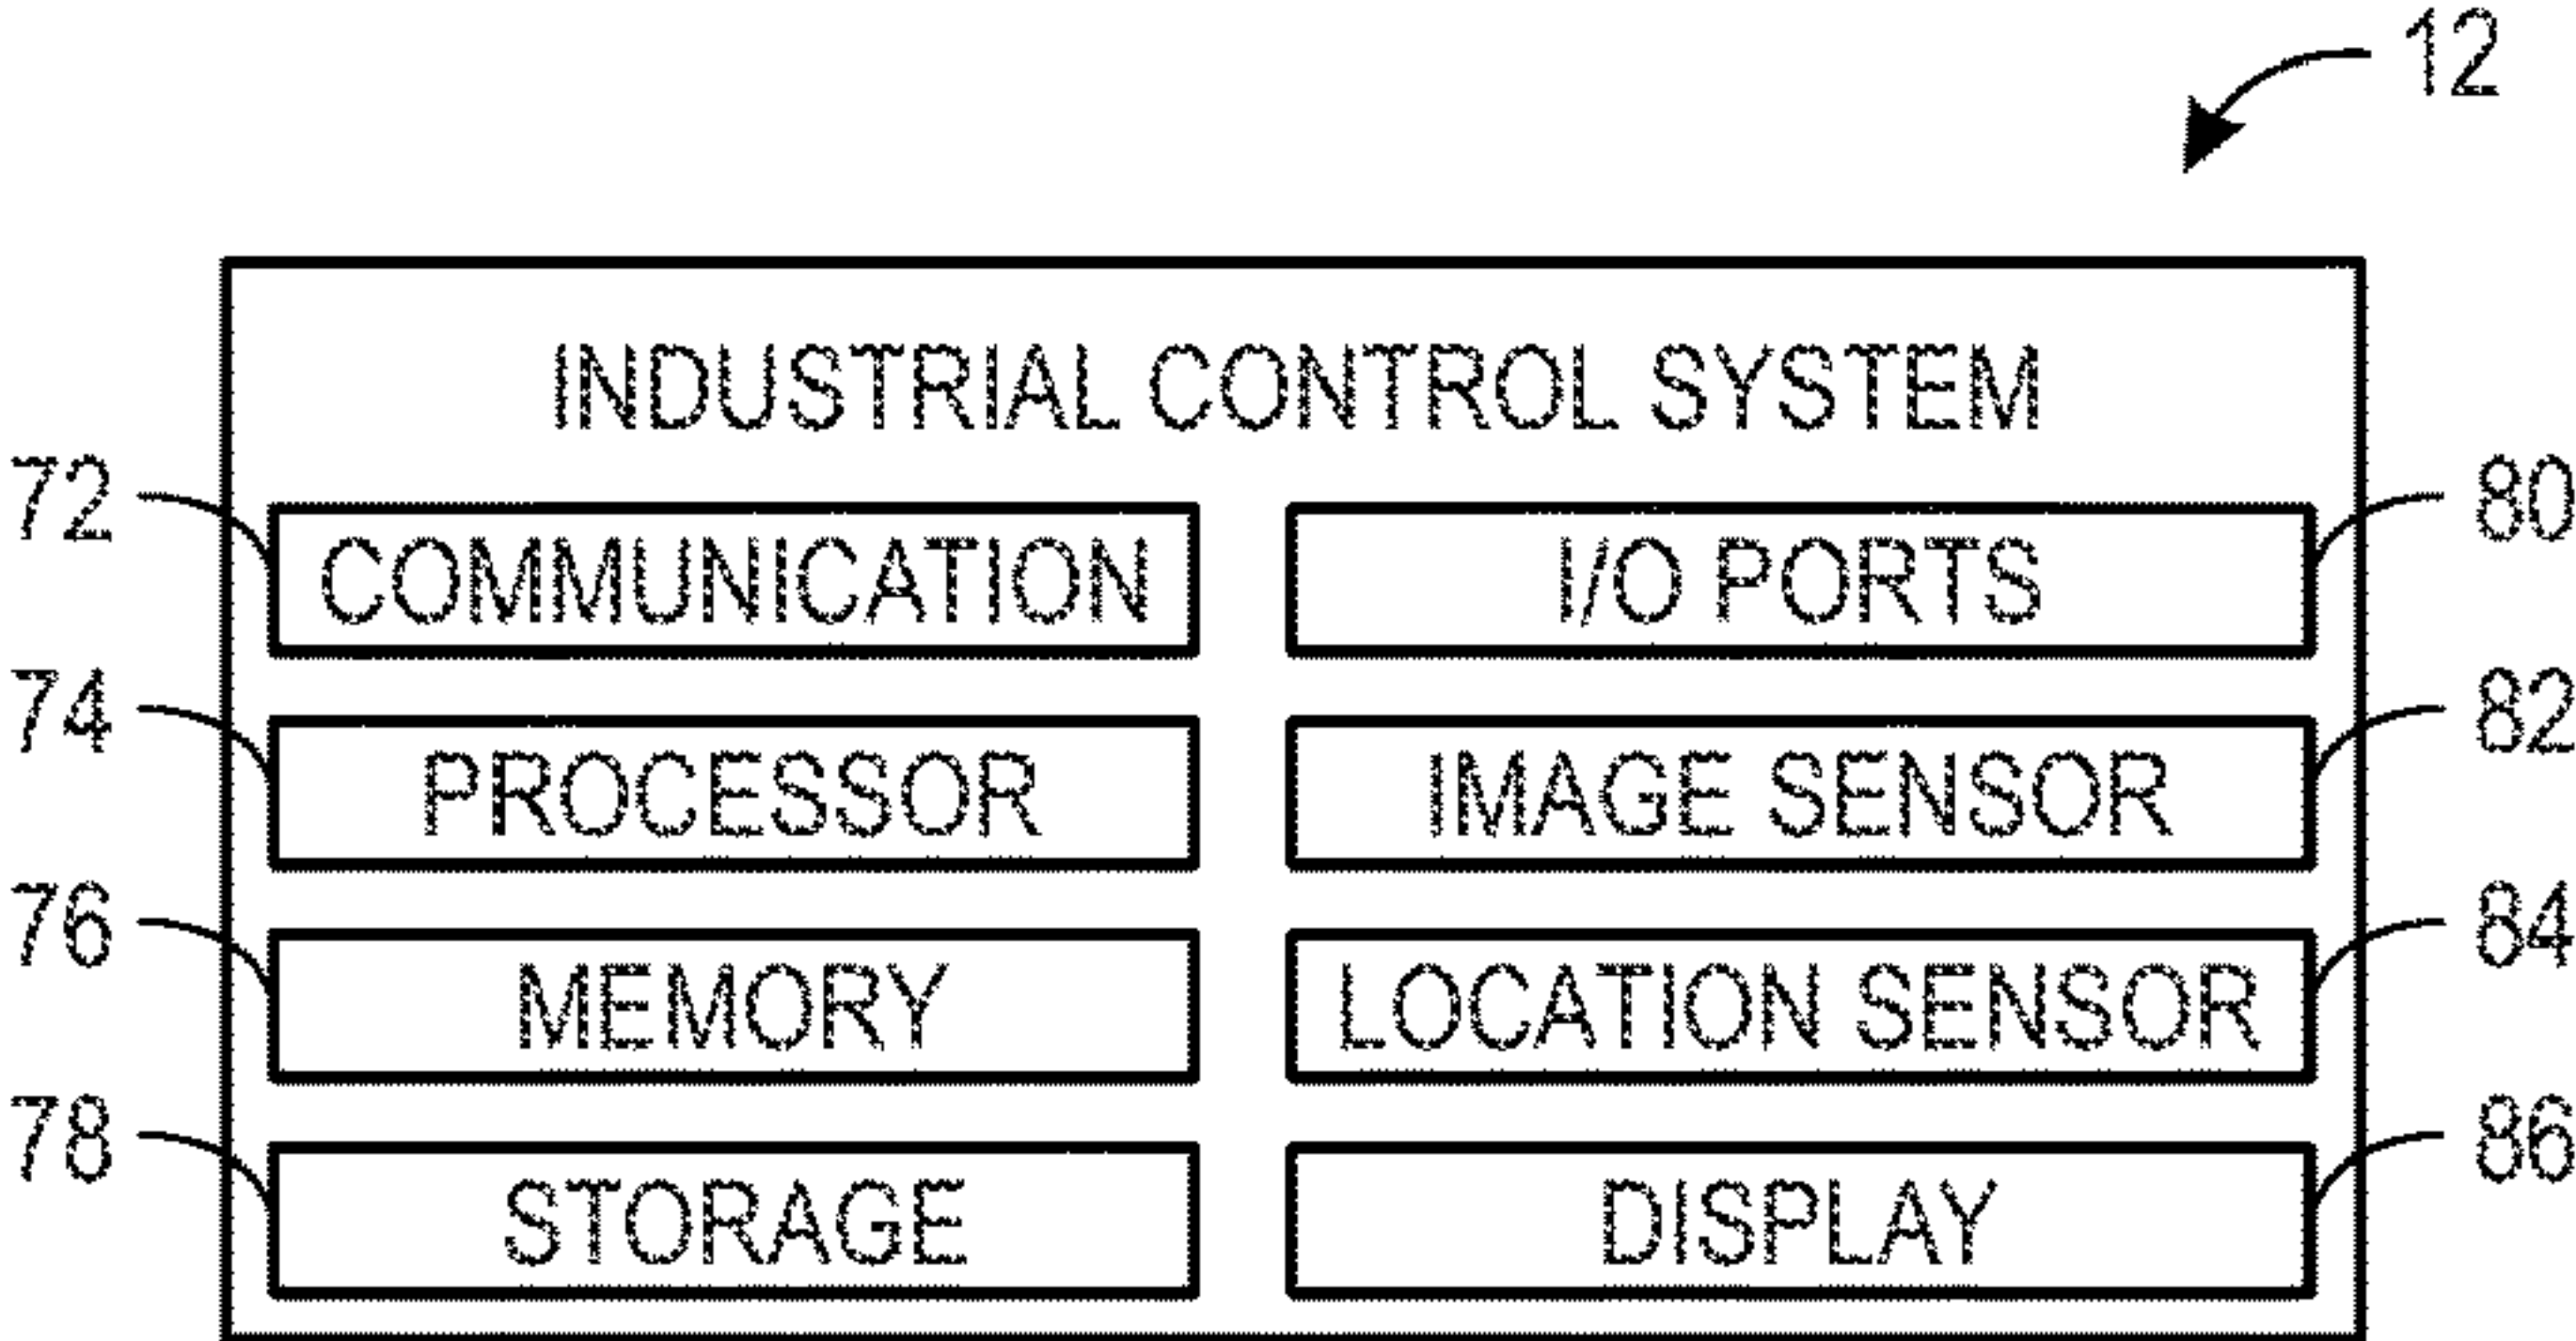 12
INDUSTRIAL CONTROL SYSTEM
72 COMMUNICATION I/O PORTS 80
74 PROCESSOR IMAGE SENSOR 82
76 MEMORY LOCATION SENSOR 84
78 STORAGE DISPLAY 86